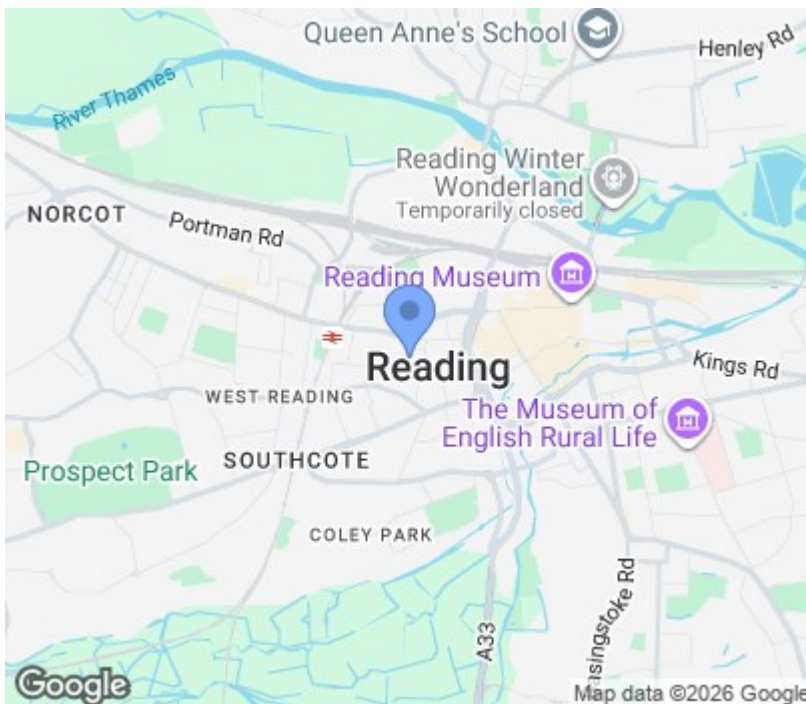 Queen Anne's School
Henley Rd
River Thames
Reading Winter
Wonderland
Temporarily closed
NORCOT
Portman Rd
Reading Museum
Reading
Kings Rd
WEST READING
The Museum of
English Rural Life
SOUTHCOTE
Prospect Park
COLEY PARK
A33
asingstoke Rd
Google
Map data ©2026 Google